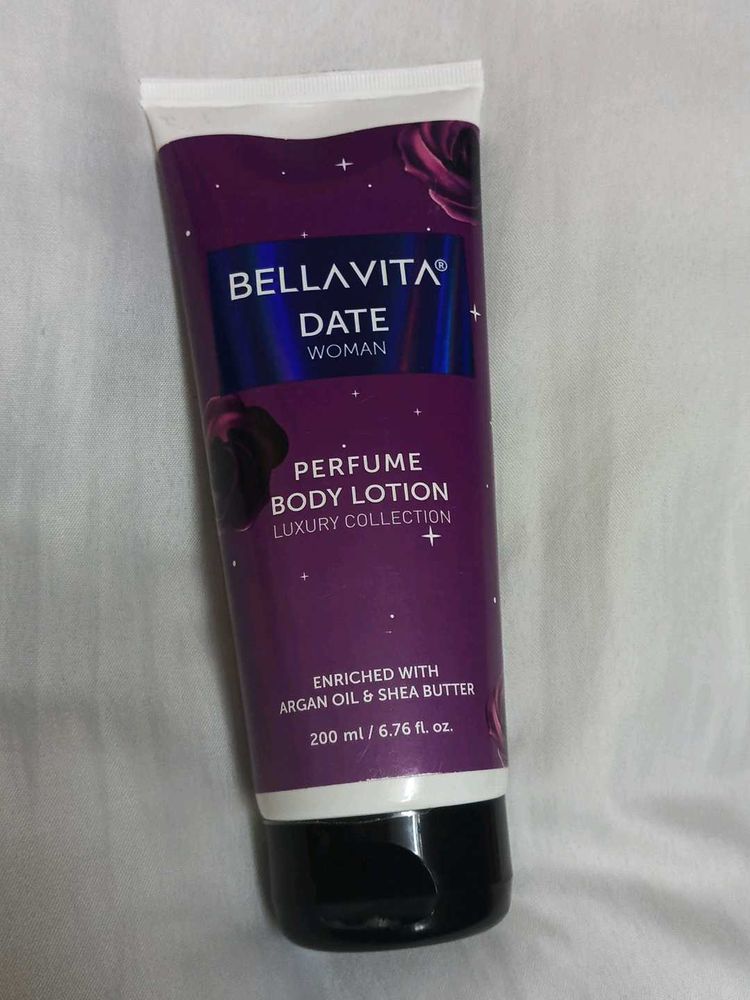 BELLAVITA®
DATE
WOMAN
PERFUME
BODY LOTION
LUXURY COLLECTION
ENRICHED WITH
ARGAN OIL & SHEA BUTTER
200 ml / 6.76 fl. oz.